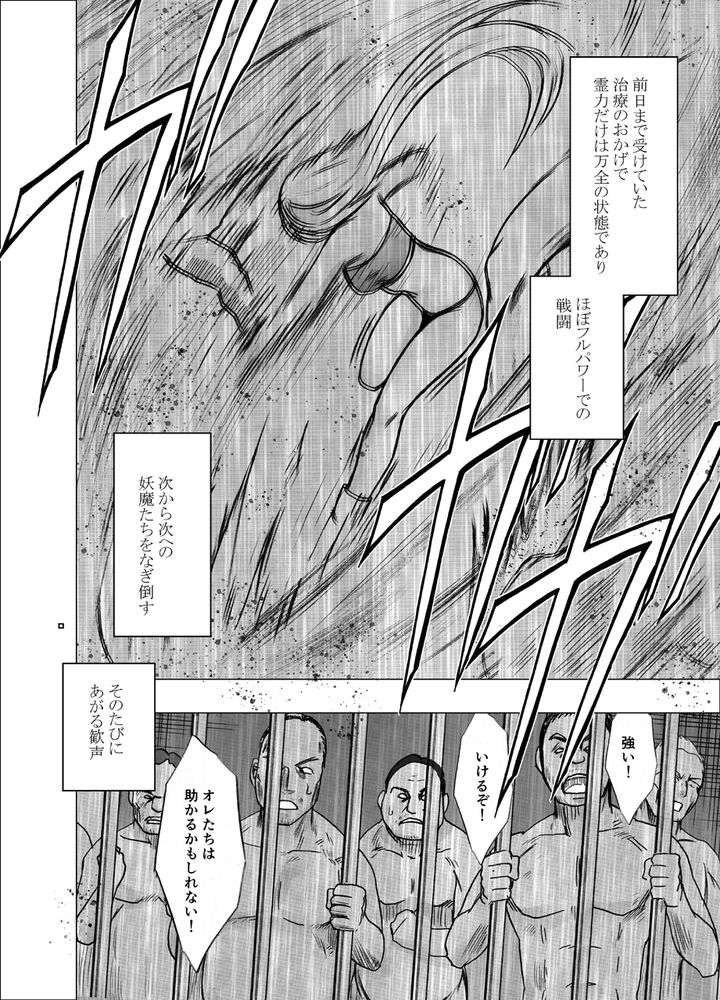 前日まで受けていた
治療のおかげで
霊力だけは万全の状態であり
ほぼフルパワーでの
戦闘
ガガガガ
次から次への
妖魔たちをなぎ倒す
そのたびに
あがる歓声
強い！
いけるぞ！
オレたちは
助かるかもしれない！